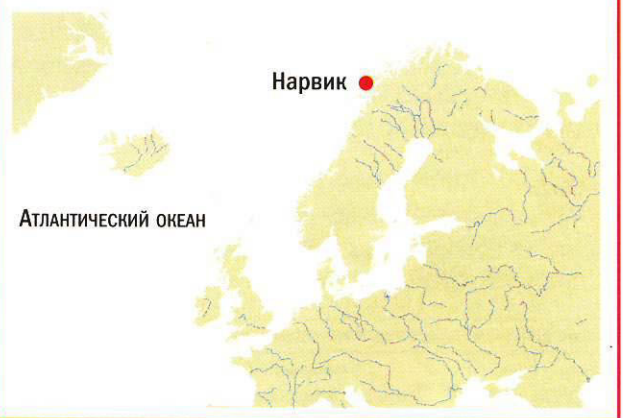 Нарвик
Атлантический океан